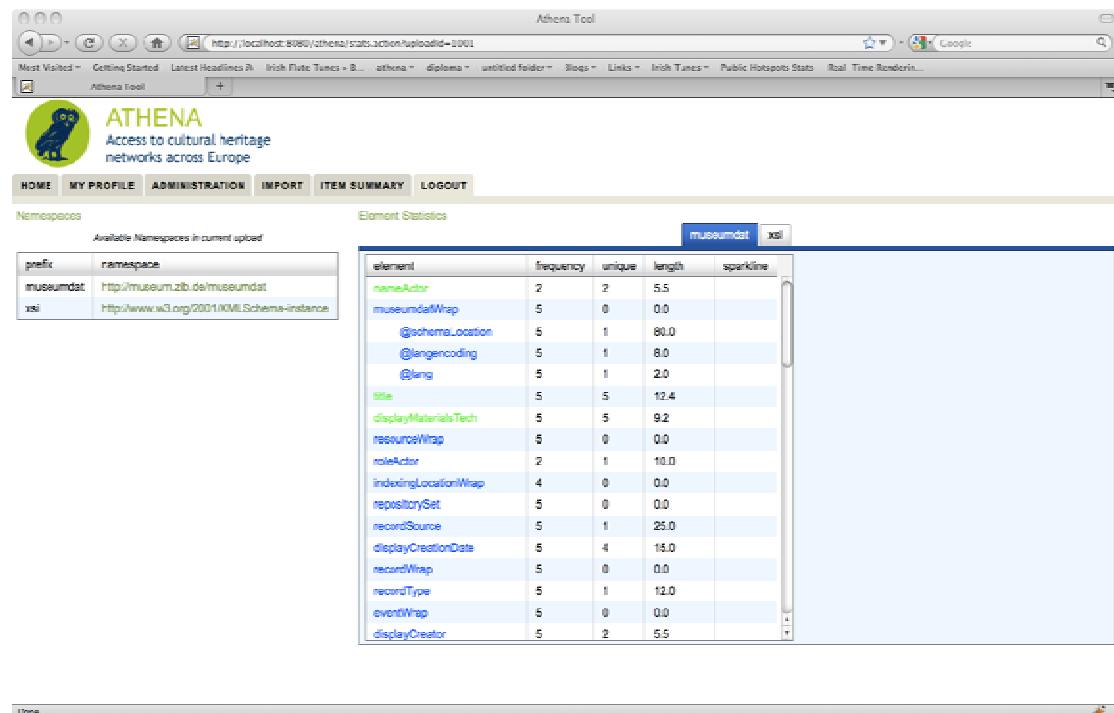 Athena Tool
http://localhost:8080/athena/stats.action?uploadId=1001
Google
Most Visited Getting Started Latest Headlines Irish Flute Tunes - B... athena diploma untitled folder Blogs Links Irish Tunes Public Hotspots Stats Real Time Renderin...
Athena Tool +
ATHENA
Access to cultural heritage
networks across Europe
HOME MY PROFILE ADMINISTRATION IMPORT ITEM SUMMARY LOGOUT
Namespaces
Available Namespaces in current upload
prefix namespace
museumdat http://museum.zib.de/museumdat
xsi http://www.w3.org/2001/XMLSchema-instance
Element Statistics
museumdat xsi
element frequency unique length sparkline
nameActor 2 2 5.5
museumdatWrap 5 0 0.0
@schemaLocation 5 1 80.0
@langencoding 5 1 8.0
@lang 5 1 2.0
title 5 5 12.4
displayMaterialsTech 5 5 9.2
resourceWrap 5 0 0.0
roleActor 2 1 10.0
indexingLocationWrap 4 0 0.0
repositorySet 5 0 0.0
recordSource 5 1 25.0
displayCreationDate 5 4 15.0
recordWrap 5 0 0.0
recordType 5 1 12.0
eventWrap 5 0 0.0
displayCreator 5 2 5.5
Done